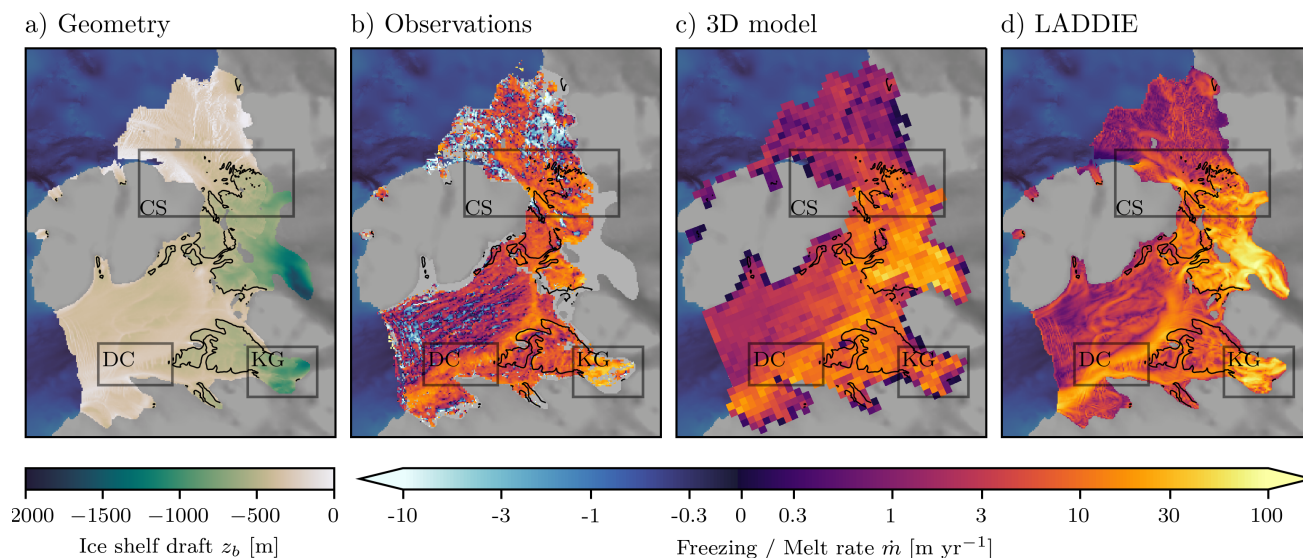 a) Geometry
b) Observations
c) 3D model
d) LADDIE
CS
DC
KG
CS
DC
KG
CS
DC
KG
CS
DC
KG
2000 −1500 −1000 −500 0
Ice shelf draft z_b [m]
-10 -3 -1 -0.3 0 0.3 1 3 10 30 100
Freezing / Melt rate ṁ [m yr⁻¹]